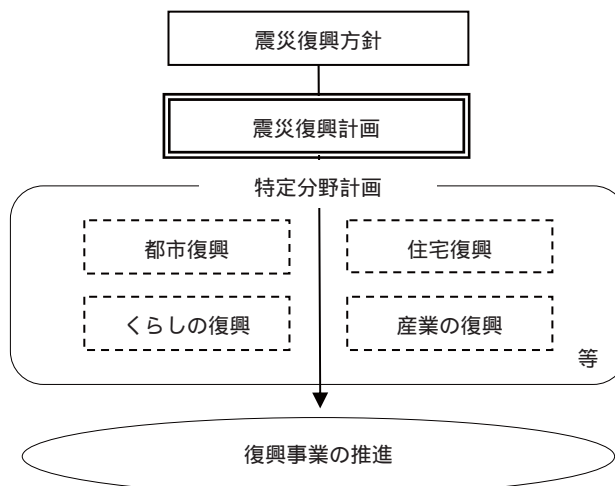 震災復興方針
震災復興計画
特定分野計画
都市復興
住宅復興
くらしの復興
産業の復興
等
復興事業の推進